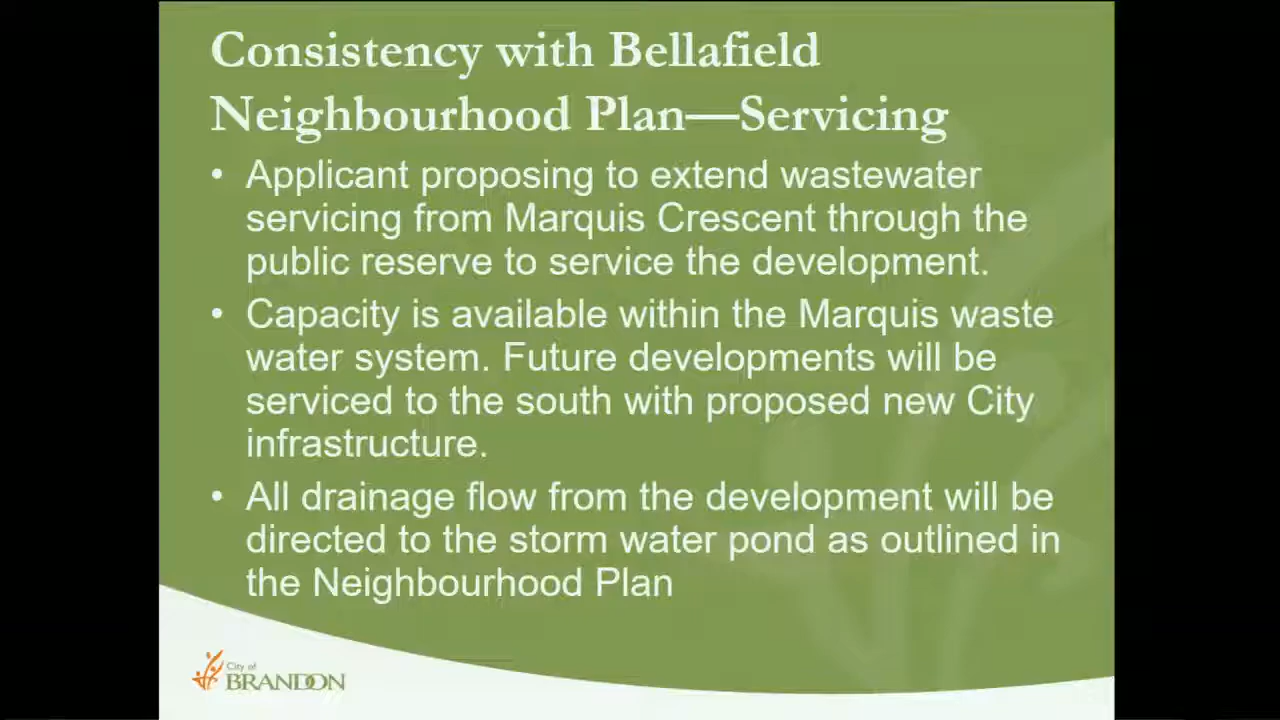 Consistency with Bellafield
Neighbourhood Plan—Servicing
• Applicant proposing to extend wastewater
servicing from Marquis Crescent through the
public reserve to service the development.
• Capacity is available within the Marquis waste
water system. Future developments will be
serviced to the south with proposed new City
infrastructure.
• All drainage flow from the development will be
directed to the storm water pond as outlined in
the Neighbourhood Plan
City of
BRANDON